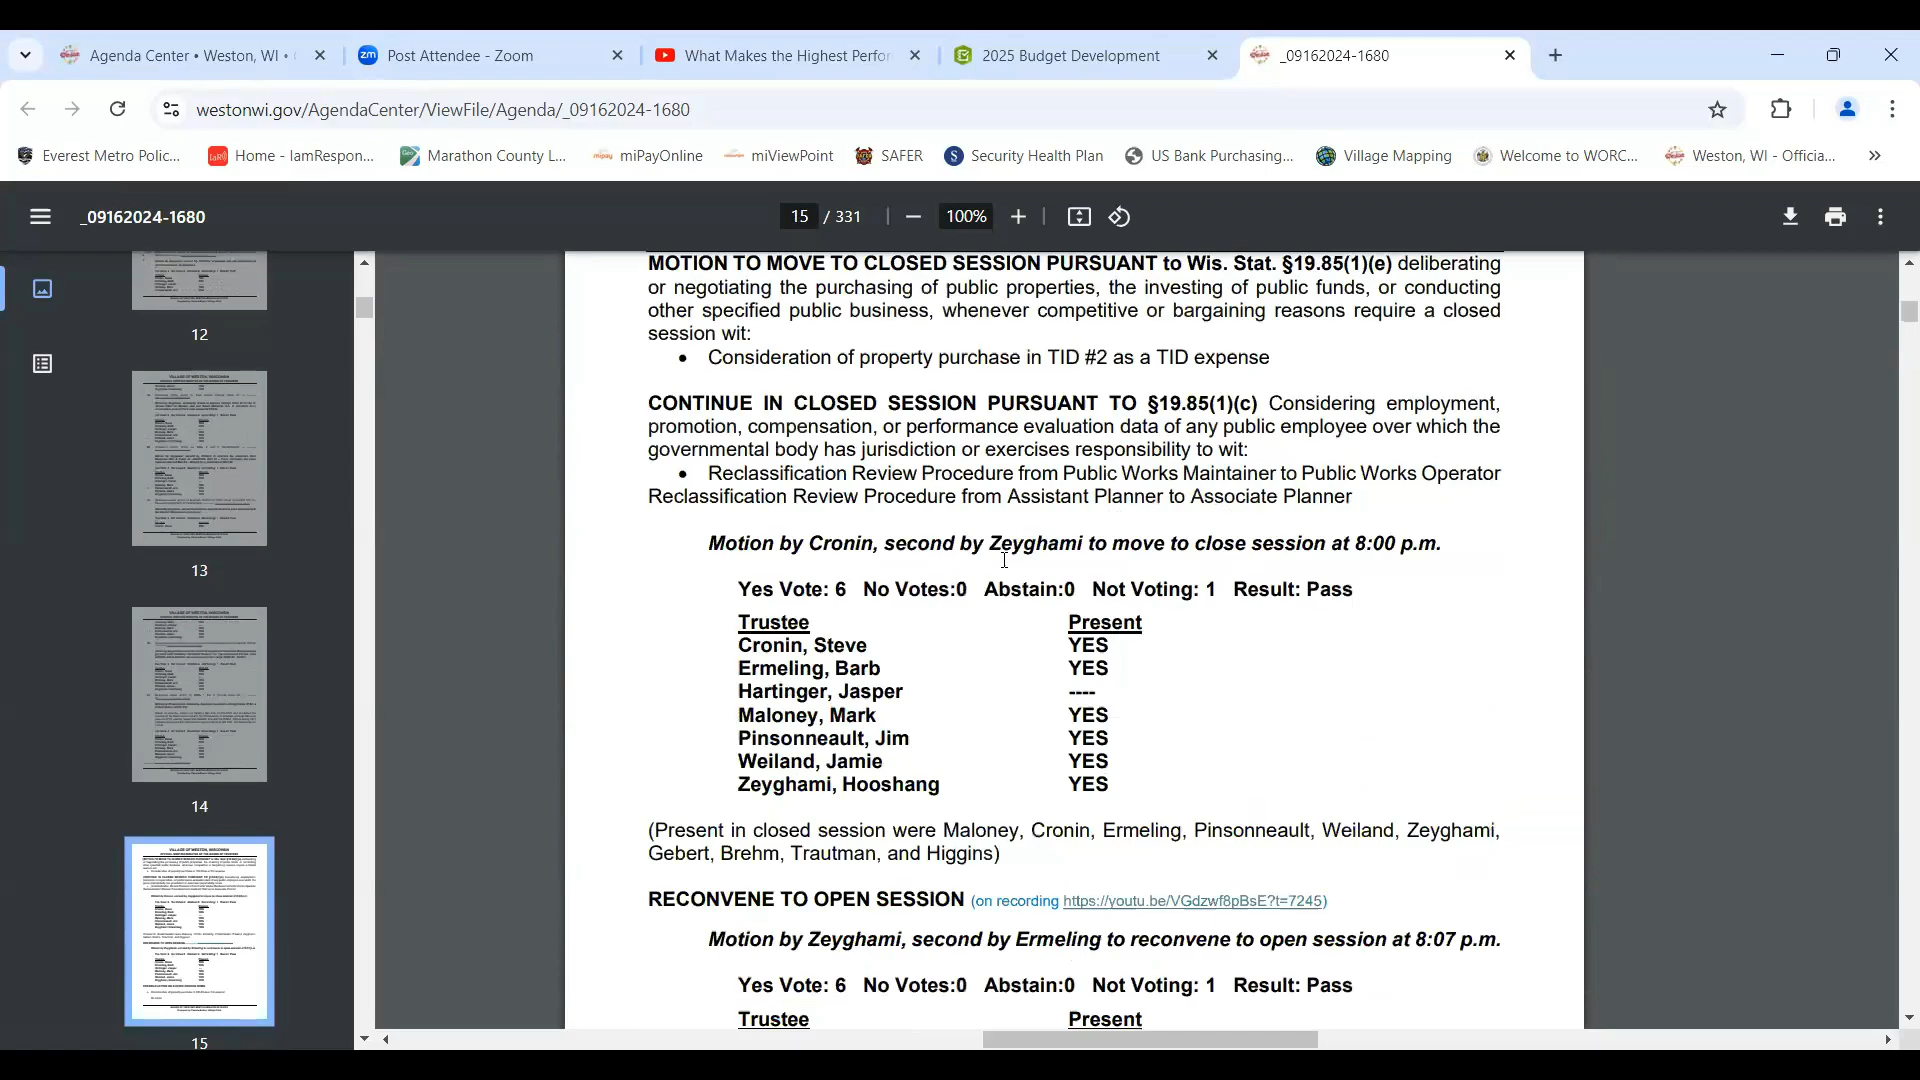 Agenda Center • Weston, WI •
Post Attendee - Zoom
What Makes the Highest Perfor
2025 Budget Development
_09162024-1680
westonwi.gov/AgendaCenter/ViewFile/Agenda/_09162024-1680
Everest Metro Polic...
Home - IamRespon...
Marathon County L...
miPayOnline
miViewPoint
SAFER
Security Health Plan
US Bank Purchasing...
Village Mapping
Welcome to WORC...
Weston, WI - Officia...
_09162024-1680
15 / 331
100%
12
13
14
15
MOTION TO MOVE TO CLOSED SESSION PURSUANT to Wis. Stat. §19.85(1)(e) deliberating
or negotiating the purchasing of public properties, the investing of public funds, or conducting
other specified public business, whenever competitive or bargaining reasons require a closed
session wit:
• Consideration of property purchase in TID #2 as a TID expense
CONTINUE IN CLOSED SESSION PURSUANT TO §19.85(1)(c) Considering employment,
promotion, compensation, or performance evaluation data of any public employee over which the
governmental body has jurisdiction or exercises responsibility to wit:
• Reclassification Review Procedure from Public Works Maintainer to Public Works Operator
Reclassification Review Procedure from Assistant Planner to Associate Planner
Motion by Cronin, second by Zeyghami to move to close session at 8:00 p.m.
Yes Vote: 6 No Votes:0 Abstain:0 Not Voting: 1 Result: Pass
Trustee Present
Cronin, Steve YES
Ermeling, Barb YES
Hartinger, Jasper ----
Maloney, Mark YES
Pinsonneault, Jim YES
Weiland, Jamie YES
Zeyghami, Hooshang YES
(Present in closed session were Maloney, Cronin, Ermeling, Pinsonneault, Weiland, Zeyghami,
Gebert, Brehm, Trautman, and Higgins)
RECONVENE TO OPEN SESSION (on recording https://youtu.be/VGdzwf8pBsE?t=7245)
Motion by Zeyghami, second by Ermeling to reconvene to open session at 8:07 p.m.
Yes Vote: 6 No Votes:0 Abstain:0 Not Voting: 1 Result: Pass
Trustee Present